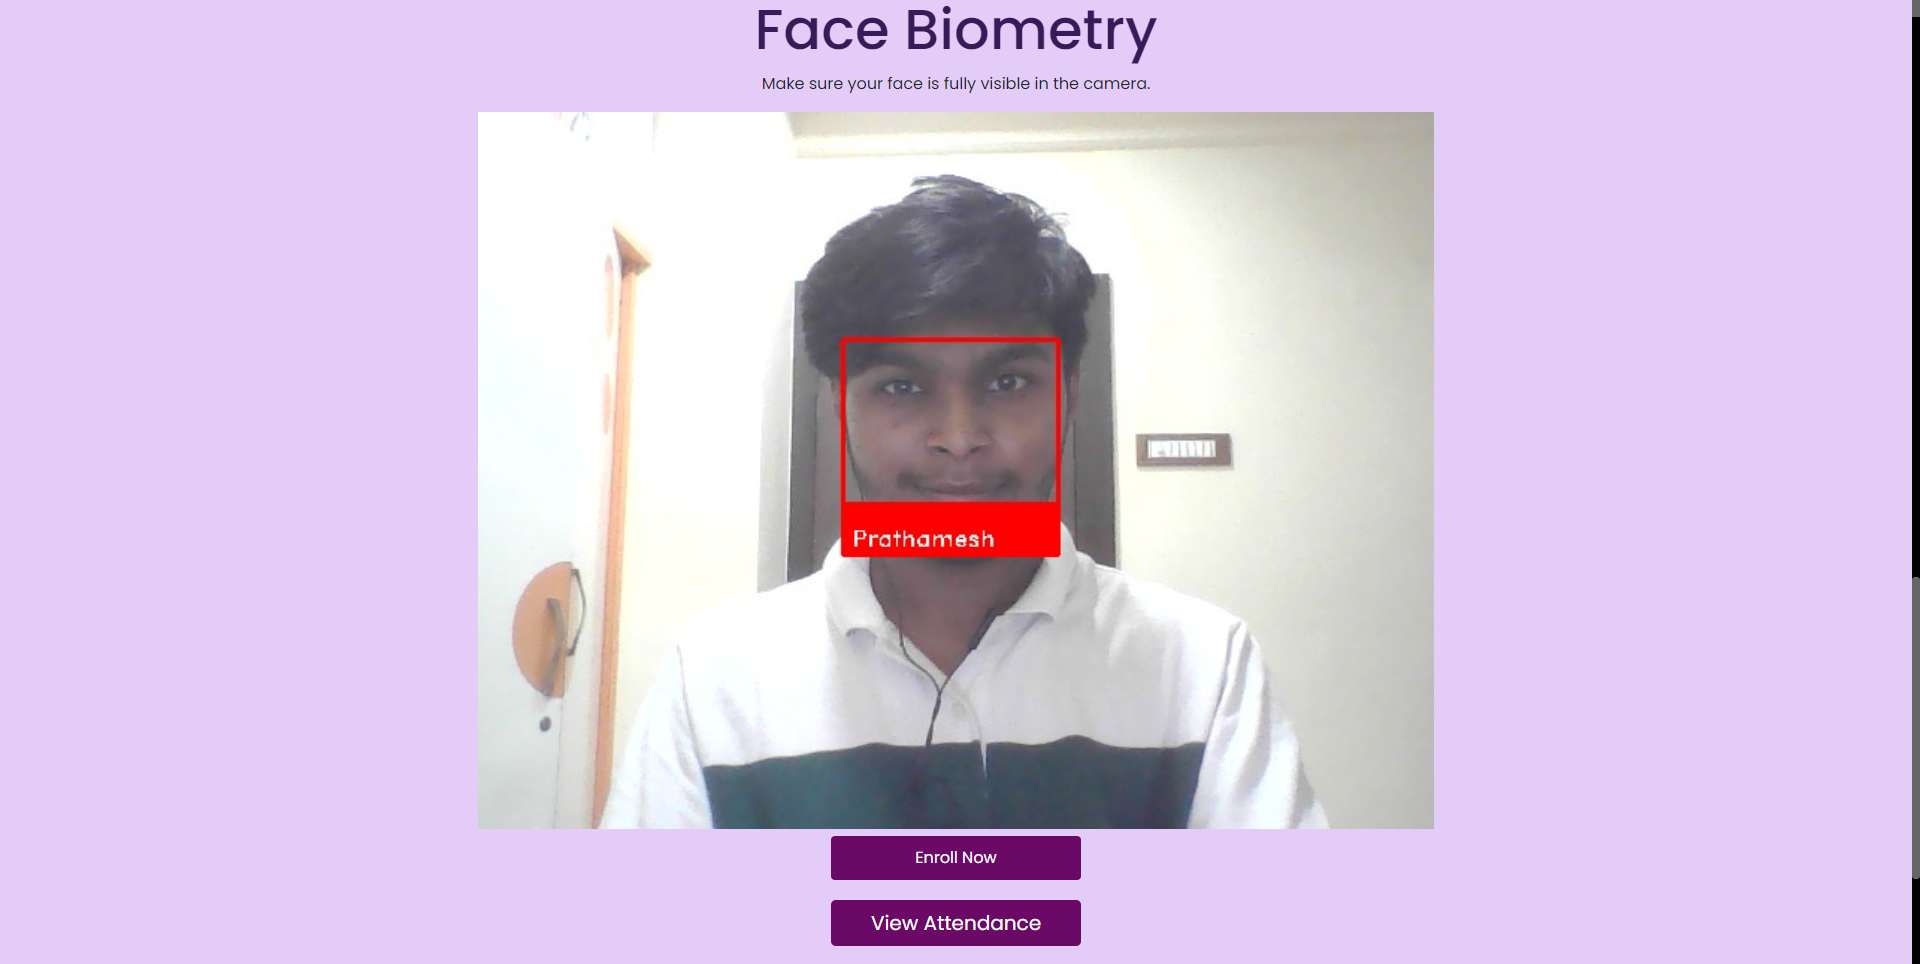 Face Biometry
Make sure your face is fully visible in the camera.
Prathamesh
Enroll Now
View Attendance